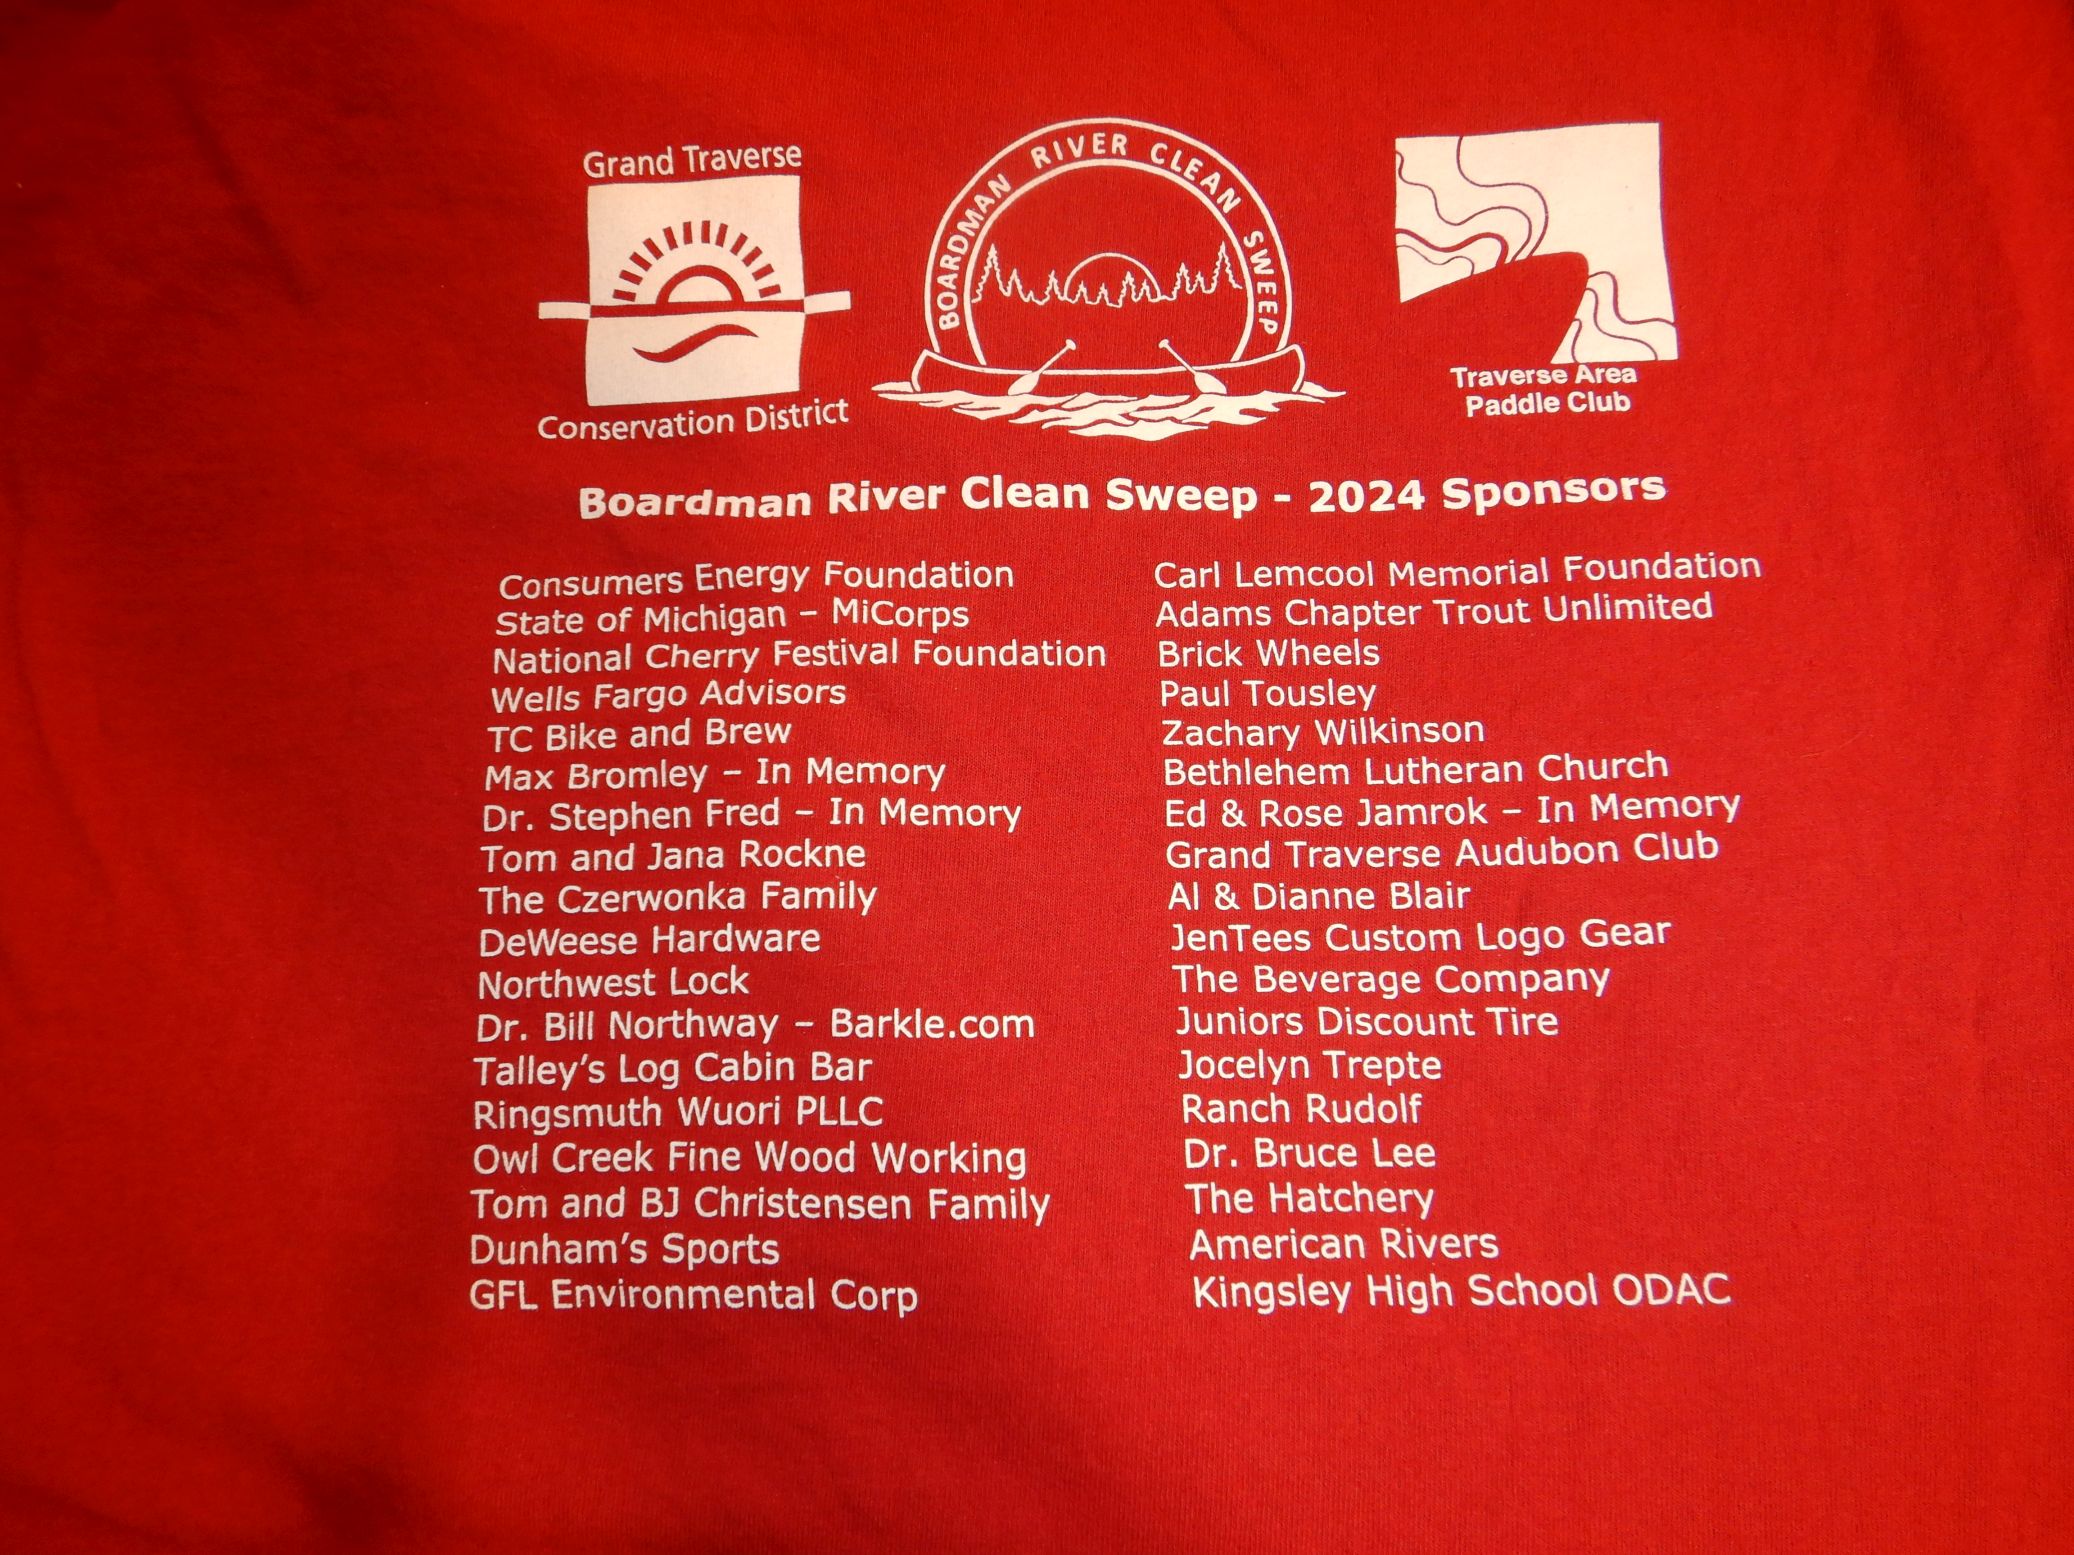 Grand Traverse
Conservation District
BOARDMAN RIVER CLEAN SWEEP
Traverse Area
Paddle Club
Boardman River Clean Sweep - 2024 Sponsors
Consumers Energy Foundation
State of Michigan – MiCorps
National Cherry Festival Foundation
Wells Fargo Advisors
TC Bike and Brew
Max Bromley – In Memory
Dr. Stephen Fred – In Memory
Tom and Jana Rockne
The Czerwonka Family
DeWeese Hardware
Northwest Lock
Dr. Bill Northway – Barkle.com
Talley’s Log Cabin Bar
Ringsmuth Wuori PLLC
Owl Creek Fine Wood Working
Tom and BJ Christensen Family
Dunham’s Sports
GFL Environmental Corp
Carl Lemcool Memorial Foundation
Adams Chapter Trout Unlimited
Brick Wheels
Paul Tousley
Zachary Wilkinson
Bethlehem Lutheran Church
Ed & Rose Jamrok – In Memory
Grand Traverse Audubon Club
Al & Dianne Blair
JenTees Custom Logo Gear
The Beverage Company
Juniors Discount Tire
Jocelyn Trepte
Ranch Rudolf
Dr. Bruce Lee
The Hatchery
American Rivers
Kingsley High School ODAC